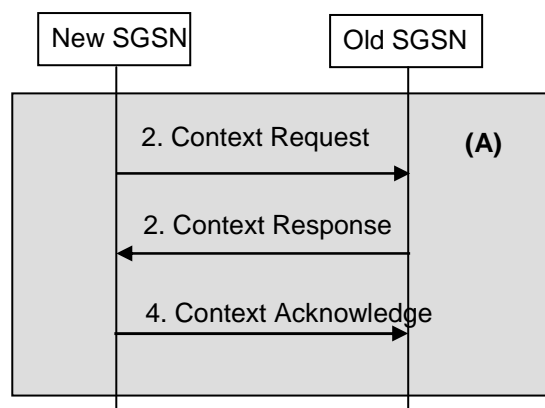 New SGSN
Old SGSN
2. Context Request
(A)
2. Context Response
4. Context Acknowledge